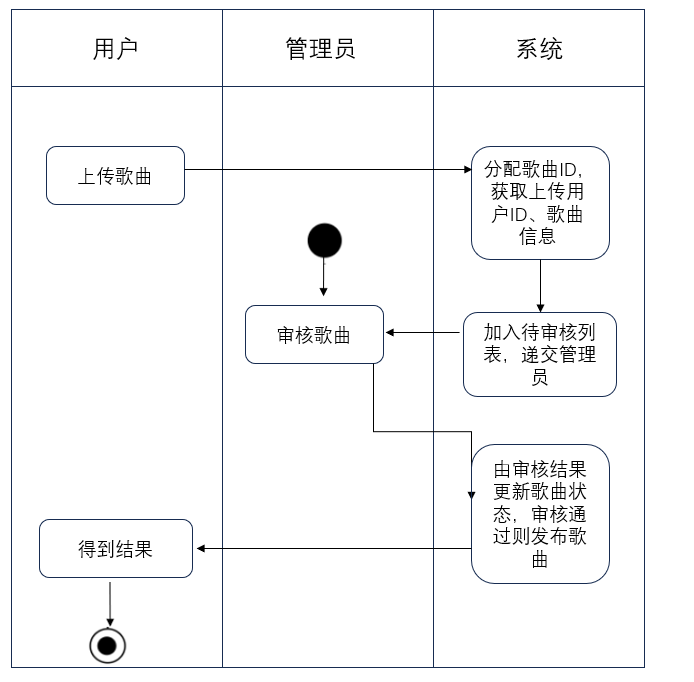 用户
管理员
系统
上传歌曲
分配歌曲ID，
获取上传用
户ID、歌曲
信息
审核歌曲
加入待审核列
表，递交管理
员
由审核结果
更新歌曲状
态，审核通
过则发布歌
曲
得到结果